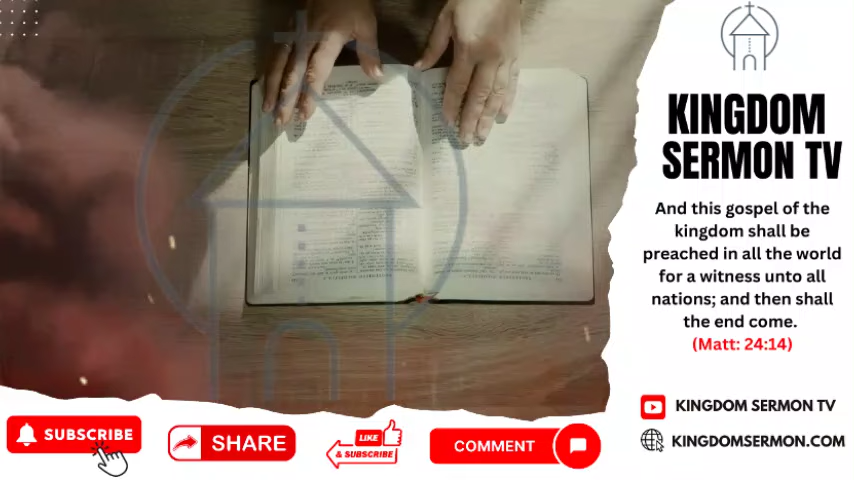 KINGDOM
SERMON TV
And this gospel of the
kingdom shall be
preached in all the world
for a witness unto all
nations; and then shall
the end come.
(Matt: 24:14)
KINGDOM SERMON TV
KINGDOMSERMON.COM
SUBSCRIBE
SHARE
LIKE
& SUBSCRIBE
COMMENT